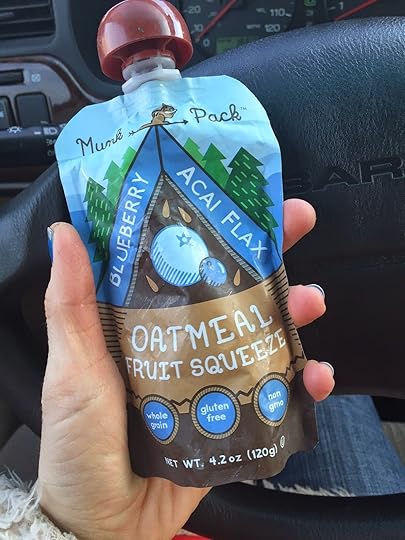 Munk Pack™
BLUEBERRY
ACAI FLAX
OATMEAL
FRUIT SQUEEZE
whole
grain
gluten
free
non
gmo
NET WT. 4.2 oz (120g)